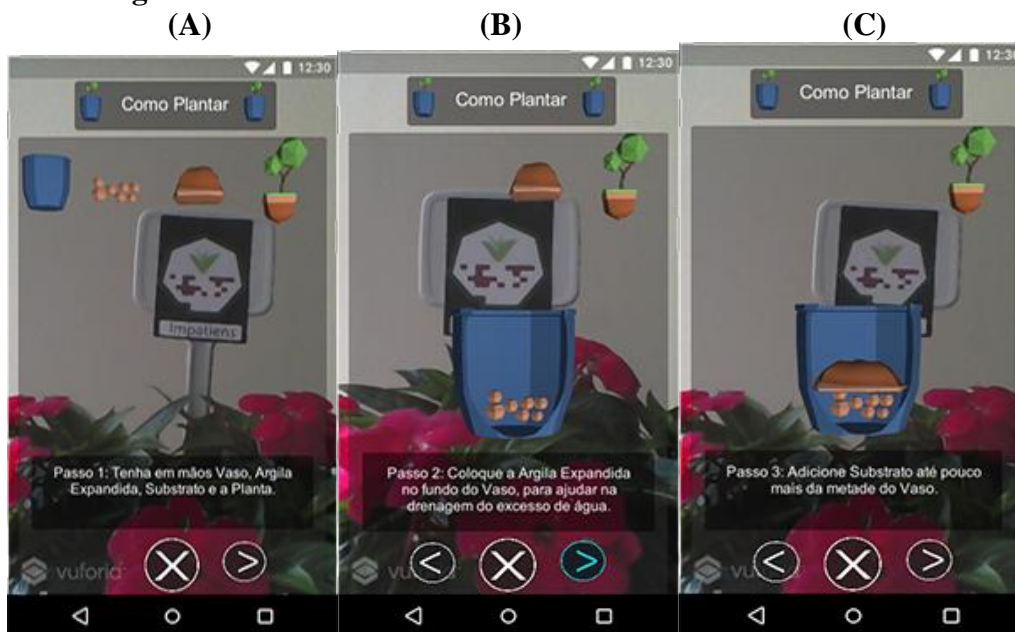 (A)
(B)
(C)
12:30
Como Plantar
Impatiens
Passo 1: Tenha em mãos Vaso, Argila
Expandida, Substrato e a Planta.
vuforia
12:30
Como Plantar
Passo 2: Coloque a Argila Expandida
no fundo do Vaso, para ajudar na
drenagem do excesso de água.
12:30
Como Plantar
Passo 3: Adicione Substrato até pouco
mais da metade do Vaso.